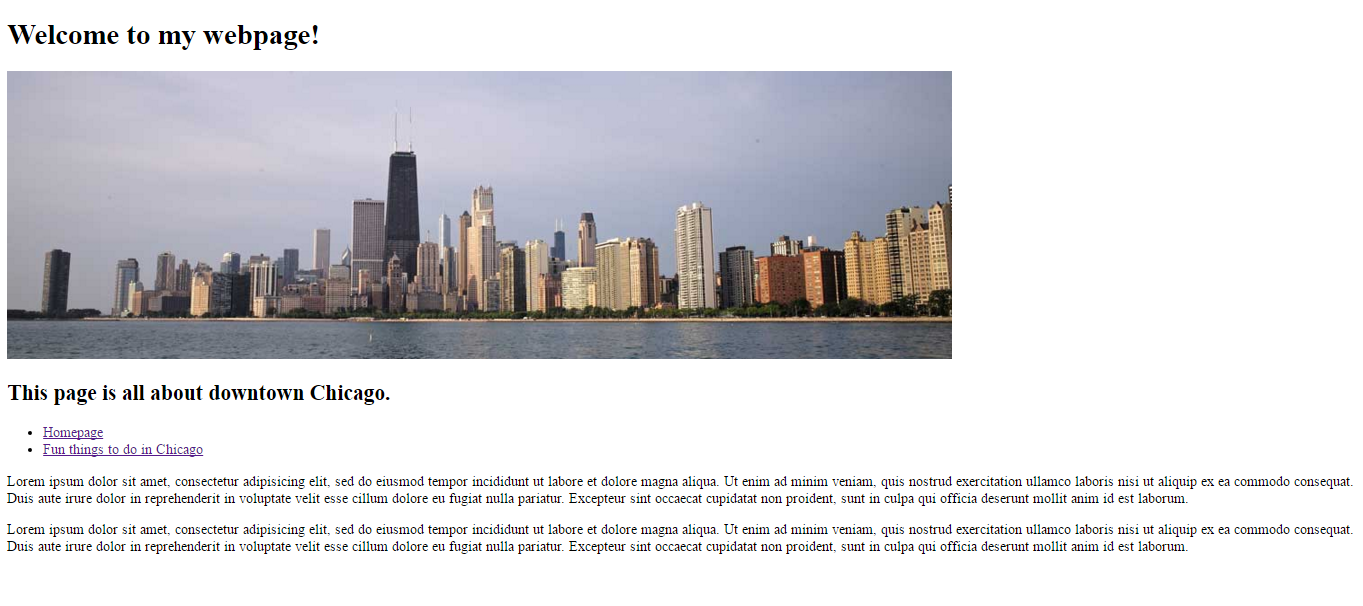 Welcome to my webpage!
This page is all about downtown Chicago.
Homepage
Fun things to do in Chicago
Lorem ipsum dolor sit amet, consectetur adipisicing elit, sed do eiusmod tempor incididunt ut labore et dolore magna aliqua. Ut enim ad minim veniam, quis nostrud exercitation ullamco laboris nisi ut aliquip ex ea commodo consequat.
Duis aute irure dolor in reprehenderit in voluptate velit esse cillum dolore eu fugiat nulla pariatur. Excepteur sint occaecat cupidatat non proident, sunt in culpa qui officia deserunt mollit anim id est laborum.
Lorem ipsum dolor sit amet, consectetur adipisicing elit, sed do eiusmod tempor incididunt ut labore et dolore magna aliqua. Ut enim ad minim veniam, quis nostrud exercitation ullamco laboris nisi ut aliquip ex ea commodo consequat.
Duis aute irure dolor in reprehenderit in voluptate velit esse cillum dolore eu fugiat nulla pariatur. Excepteur sint occaecat cupidatat non proident, sunt in culpa qui officia deserunt mollit anim id est laborum.